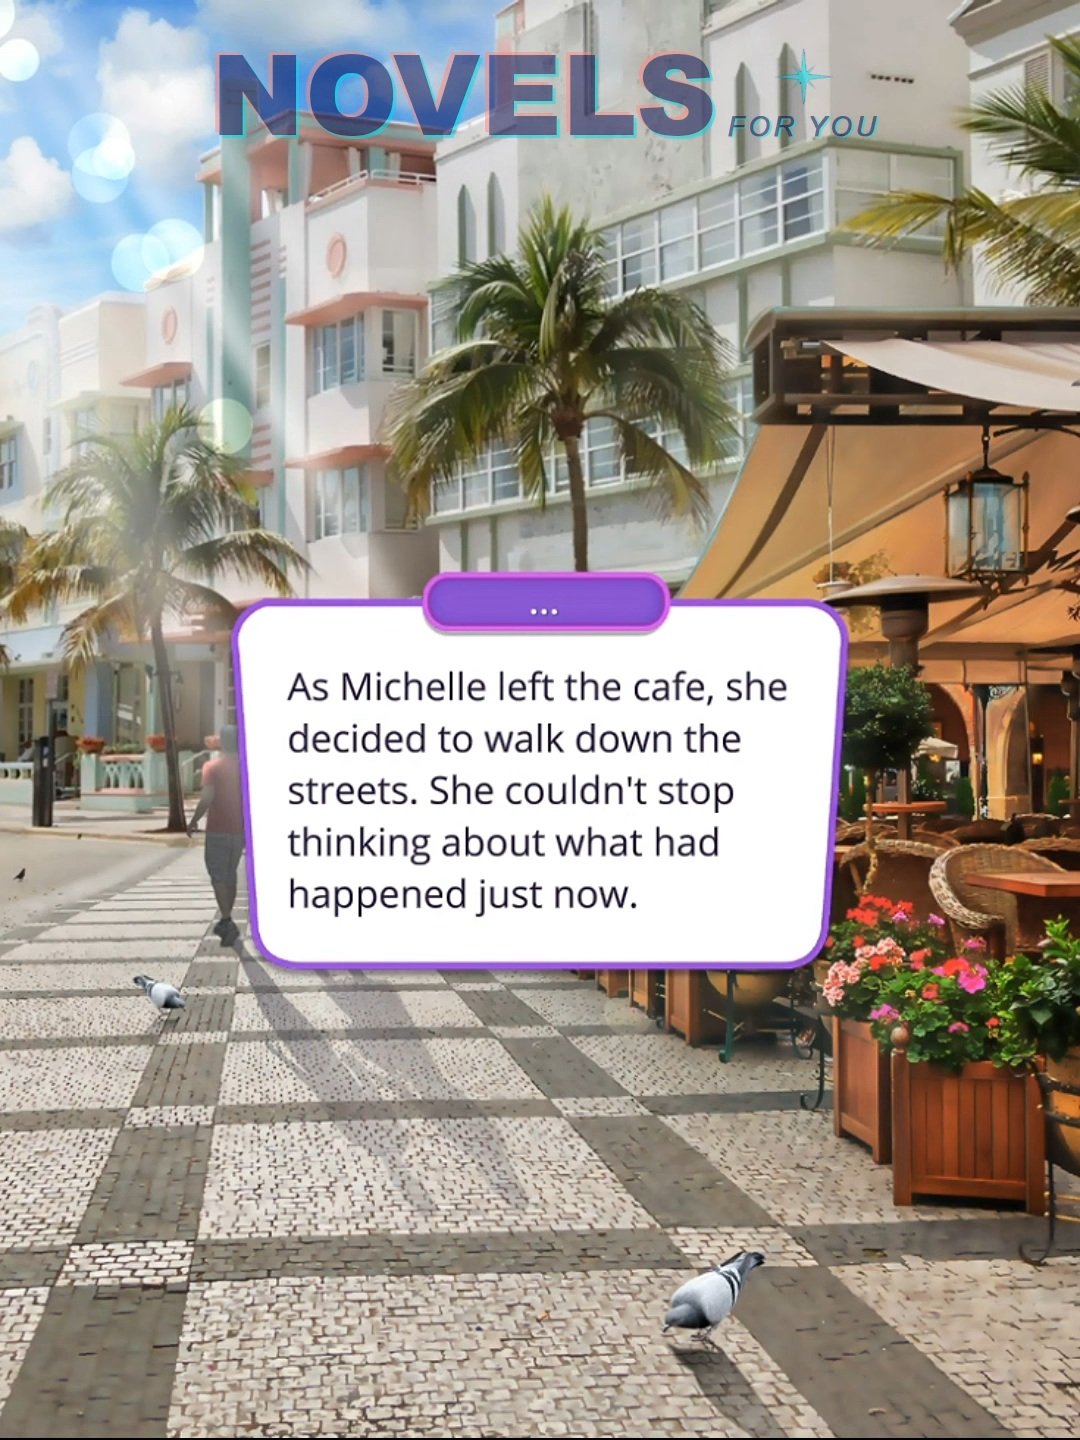 NOVELS
FOR YOU
...
As Michelle left the cafe, she
decided to walk down the
streets. She couldn't stop
thinking about what had
happened just now.